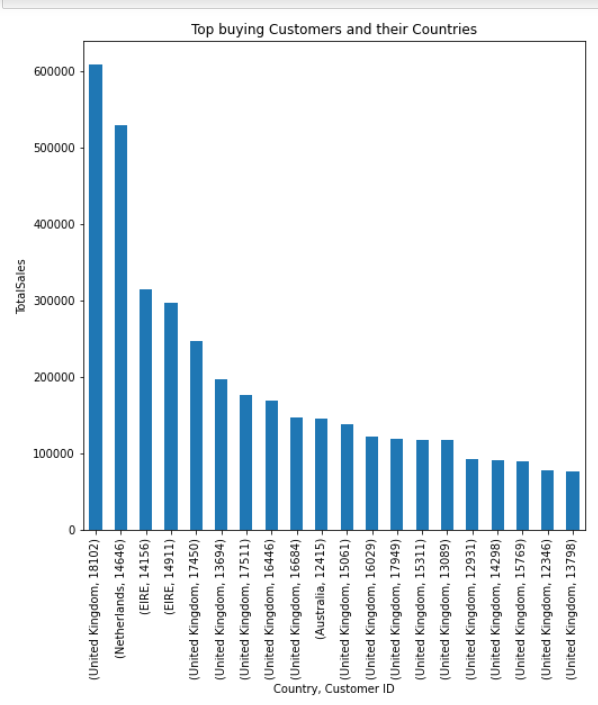 Top buying Customers and their Countries
600000
500000
400000
300000
200000
100000
0
TotalSales
(United Kingdom, 18102)
(Netherlands, 14646)
(EIRE, 14156)
(EIRE, 14911)
(United Kingdom, 17450)
(United Kingdom, 13694)
(United Kingdom, 17511)
(United Kingdom, 16446)
(United Kingdom, 16684)
(Australia, 12415)
(United Kingdom, 15061)
(United Kingdom, 16029)
(United Kingdom, 17949)
(United Kingdom, 15311)
(United Kingdom, 13089)
(United Kingdom, 12931)
(United Kingdom, 14298)
(United Kingdom, 15769)
(United Kingdom, 12346)
(United Kingdom, 13798)
Country, Customer ID